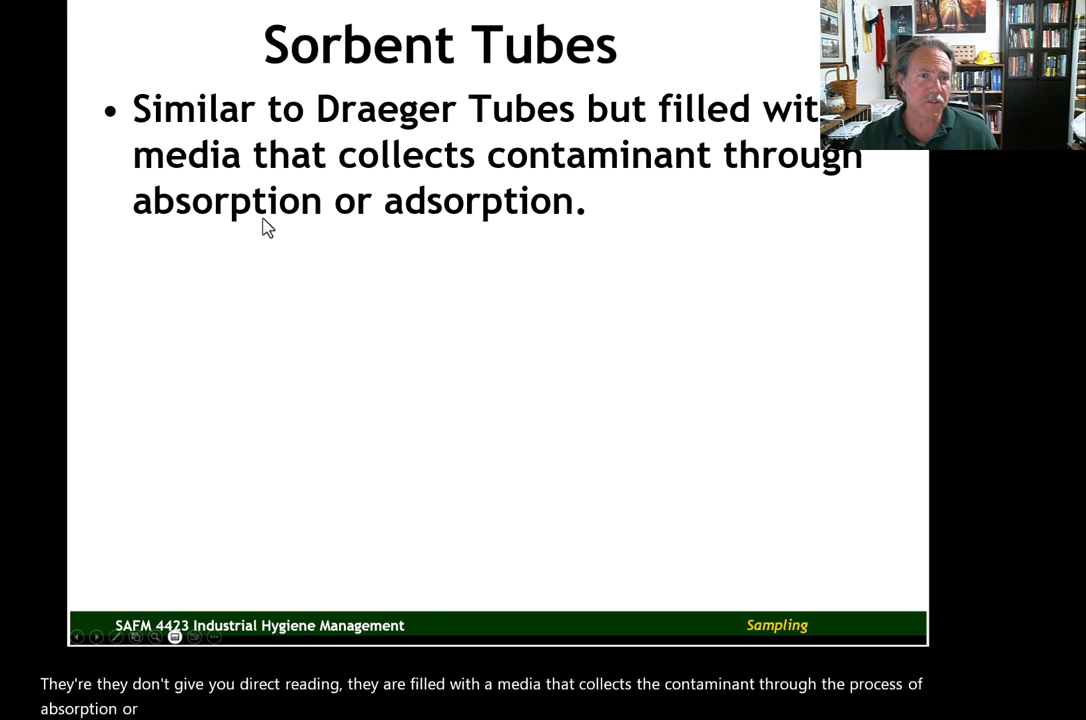 Sorbent Tubes
• Similar to Draeger Tubes but filled
media that collects contaminant through
absorption or adsorption.
SAFM 4423 Industrial Hygiene Management
Sampling
They're they don't give you direct reading, they are filled with a media that collects the contaminant through the process of
absorption or